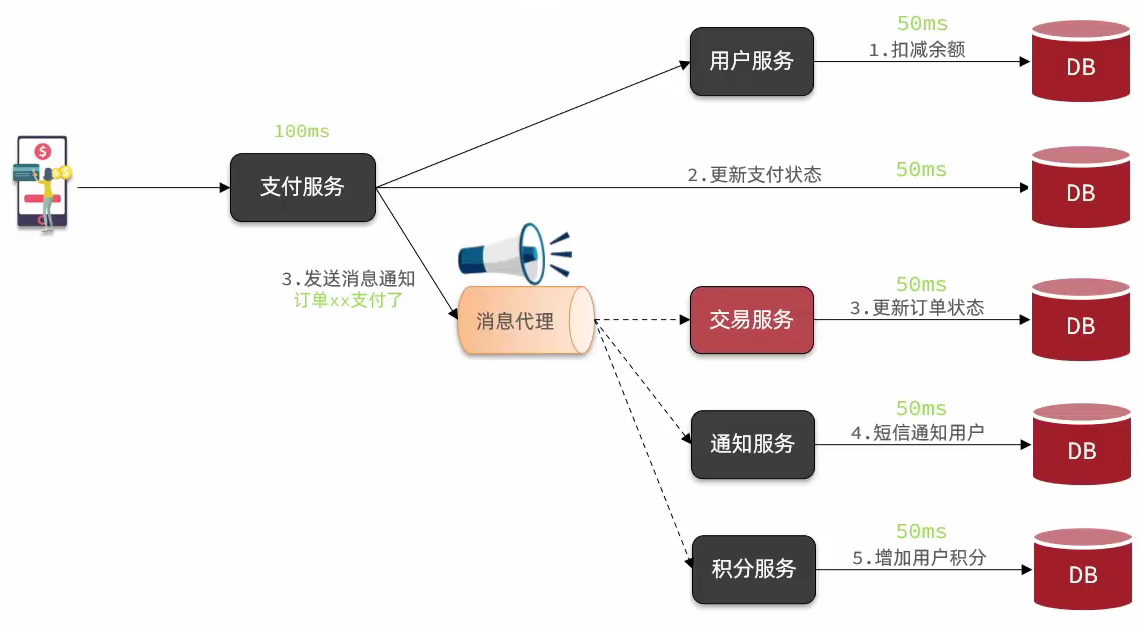 50ms
1.扣减余额
用户服务
DB
100ms
支付服务
2.更新支付状态
50ms
DB
$
$
3.发送消息通知
订单xx支付了
消息代理
50ms
交易服务
3.更新订单状态
DB
50ms
通知服务
4.短信通知用户
DB
50ms
积分服务
5.增加用户积分
DB